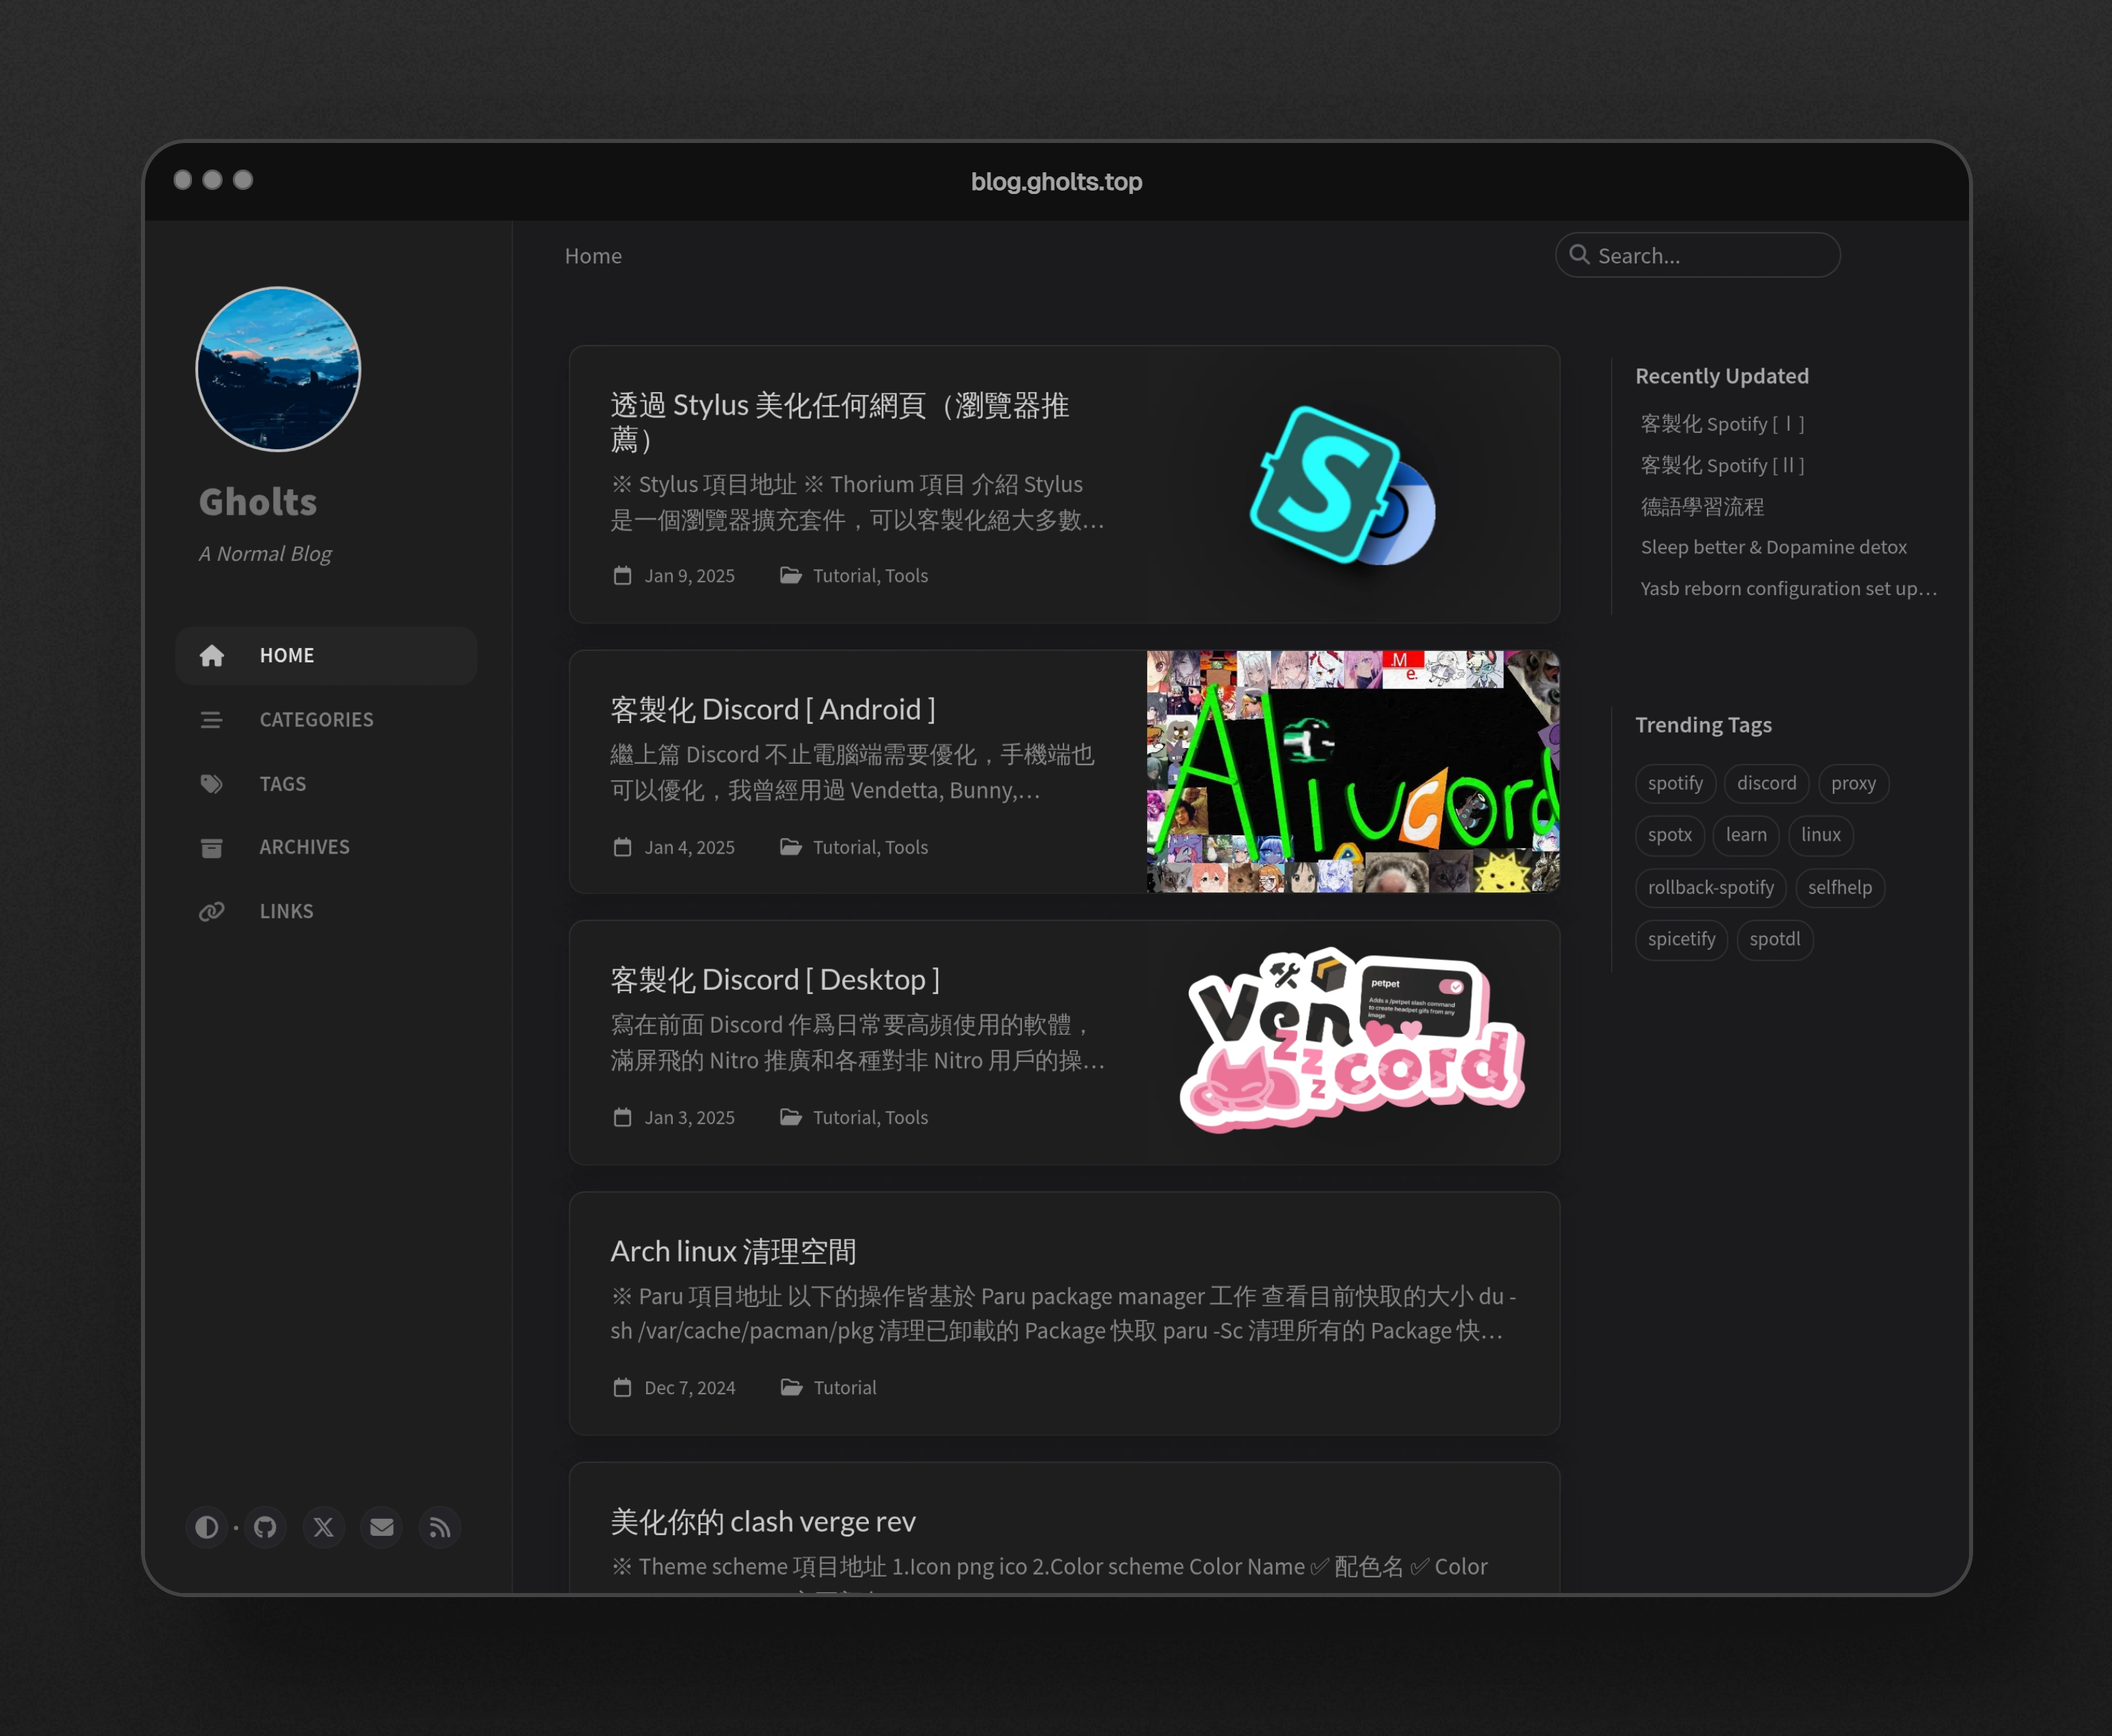 blog.gholts.top
Home
Search...
Gholts
A Normal Blog
HOME
CATEGORIES
TAGS
ARCHIVES
LINKS
透過 Stylus 美化任何網頁（瀏覽器推
薦）
※ Stylus 項目地址 ※ Thorium 項目 介紹 Stylus
是一個瀏覽器擴充套件，可以客製化絕大多數…
Jan 9, 2025 Tutorial, Tools
S
客製化 Discord [ Android ]
繼上篇 Discord 不止電腦端需要優化，手機端也
可以優化，我曾經用過 Vendetta, Bunny,…
Jan 4, 2025 Tutorial, Tools
.M
e.
Aliucord
客製化 Discord [ Desktop ]
寫在前面 Discord 作爲日常要高頻使用的軟體，
滿屏飛的 Nitro 推廣和各種對非 Nitro 用戶的操…
Jan 3, 2025 Tutorial, Tools
Ven
cord
petpet
Adds a /petpet slash command
to create headpet gifs from any
image
z z z
Arch linux 清理空間
※ Paru 項目地址 以下的操作皆基於 Paru package manager 工作 查看目前快取的大小 du -
sh /var/cache/pacman/pkg 清理已卸載的 Package 快取 paru -Sc 清理所有的 Package 快…
Dec 7, 2024 Tutorial
美化你的 clash verge rev
※ Theme scheme 項目地址 1.Icon png ico 2.Color scheme Color Name ✅ 配色名 ✅ Color
Recently Updated
客製化 Spotify [ Ⅰ ]
客製化 Spotify [ Ⅱ ]
德語學習流程
Sleep better & Dopamine detox
Yasb reborn configuration set up…
Trending Tags
spotify discord proxy
spotx learn linux
rollback-spotify selfhelp
spicetify spotdl